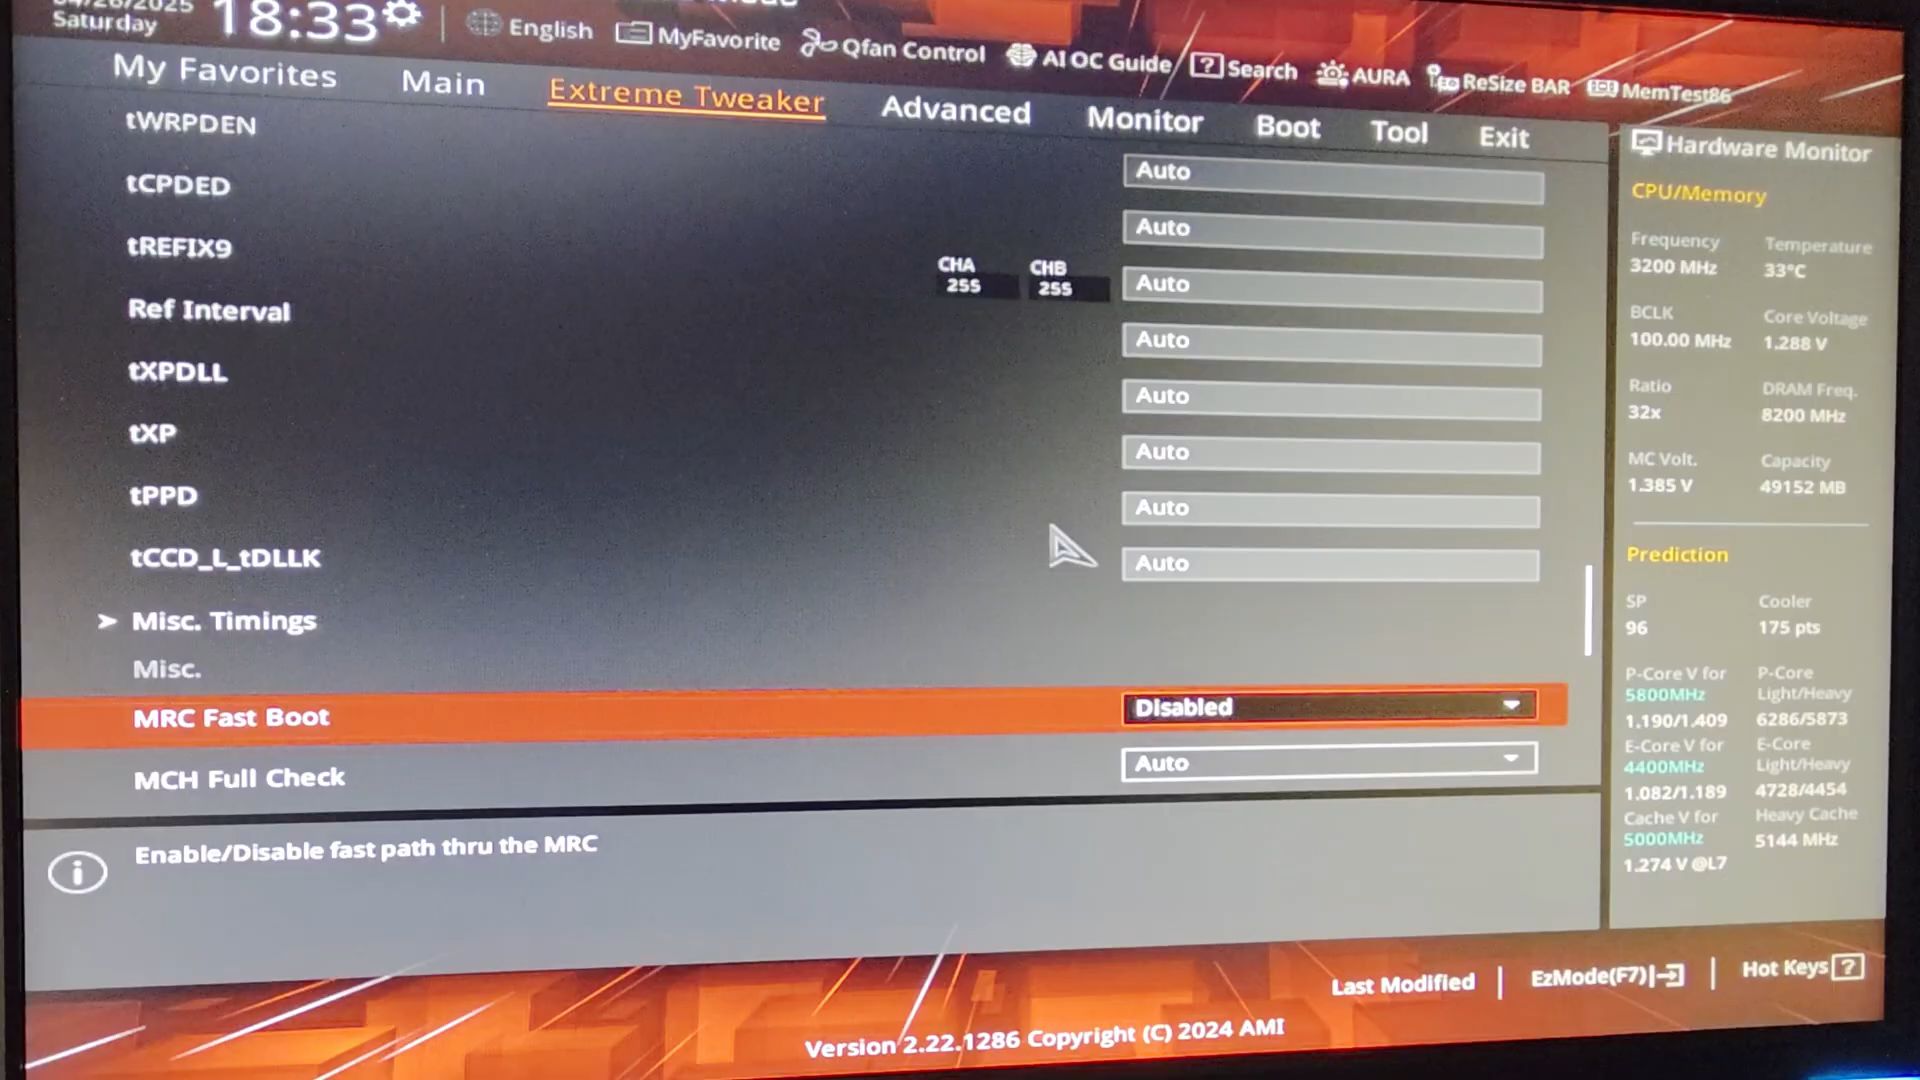 04/26/2025
Saturday
18:33
English
MyFavorite
Qfan Control
AI OC Guide
? Search
AURA
ReSize BAR
MemTest86
My Favorites
Main
Extreme Tweaker
Advanced
Monitor
Boot
Tool
Exit
tWRPDEN
Auto
tCPDED
Auto
tREFIX9
CHA
255
CHB
255
Auto
Ref Interval
Auto
tXPDLL
Auto
tXP
Auto
tPPD
Auto
tCCD_L_tDLLK
Auto
Misc. Timings
Misc.
MRC Fast Boot
Disabled
MCH Full Check
Auto
Enable/Disable fast path thru the MRC
Hardware Monitor
CPU/Memory
Frequency Temperature
3200 MHz 33°C
BCLK Core Voltage
100.00 MHz 1.288 V
Ratio DRAM Freq.
32x 8200 MHz
MC Volt. Capacity
1.385 V 49152 MB
Prediction
SP Cooler
96 175 pts
P-Core V for P-Core
5800MHz Light/Heavy
1.190/1.409 6286/5873
E-Core V for E-Core
4400MHz Light/Heavy
1.082/1.189 4728/4454
Cache V for Heavy Cache
5000MHz 5144 MHz
1.274 V @L7
Last Modified
EzMode(F7)
Hot Keys ?
Version 2.22.1286 Copyright (C) 2024 AMI